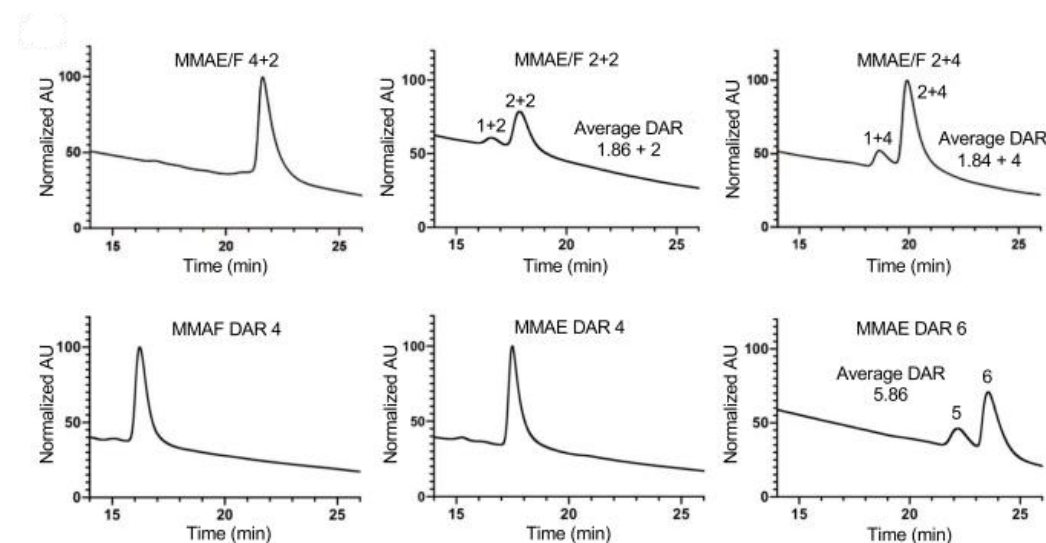 MMAE/F 4+2
Normalized AU
100
50
0
15
20
25
Time (min)
MMAE/F 2+2
Normalized AU
100
50
0
1+2
2+2
Average DAR
1.86 + 2
15
20
25
Time (min)
MMAE/F 2+4
Normalized AU
100
50
0
1+4
2+4
Average DAR
1.84 + 4
15
20
25
Time (min)
MMAF DAR 4
Normalized AU
100
50
0
15
20
25
Time (min)
MMAE DAR 4
Normalized AU
100
50
0
15
20
25
Time (min)
MMAE DAR 6
Normalized AU
100
50
0
Average DAR
5.86
5
6
15
20
25
Time (min)